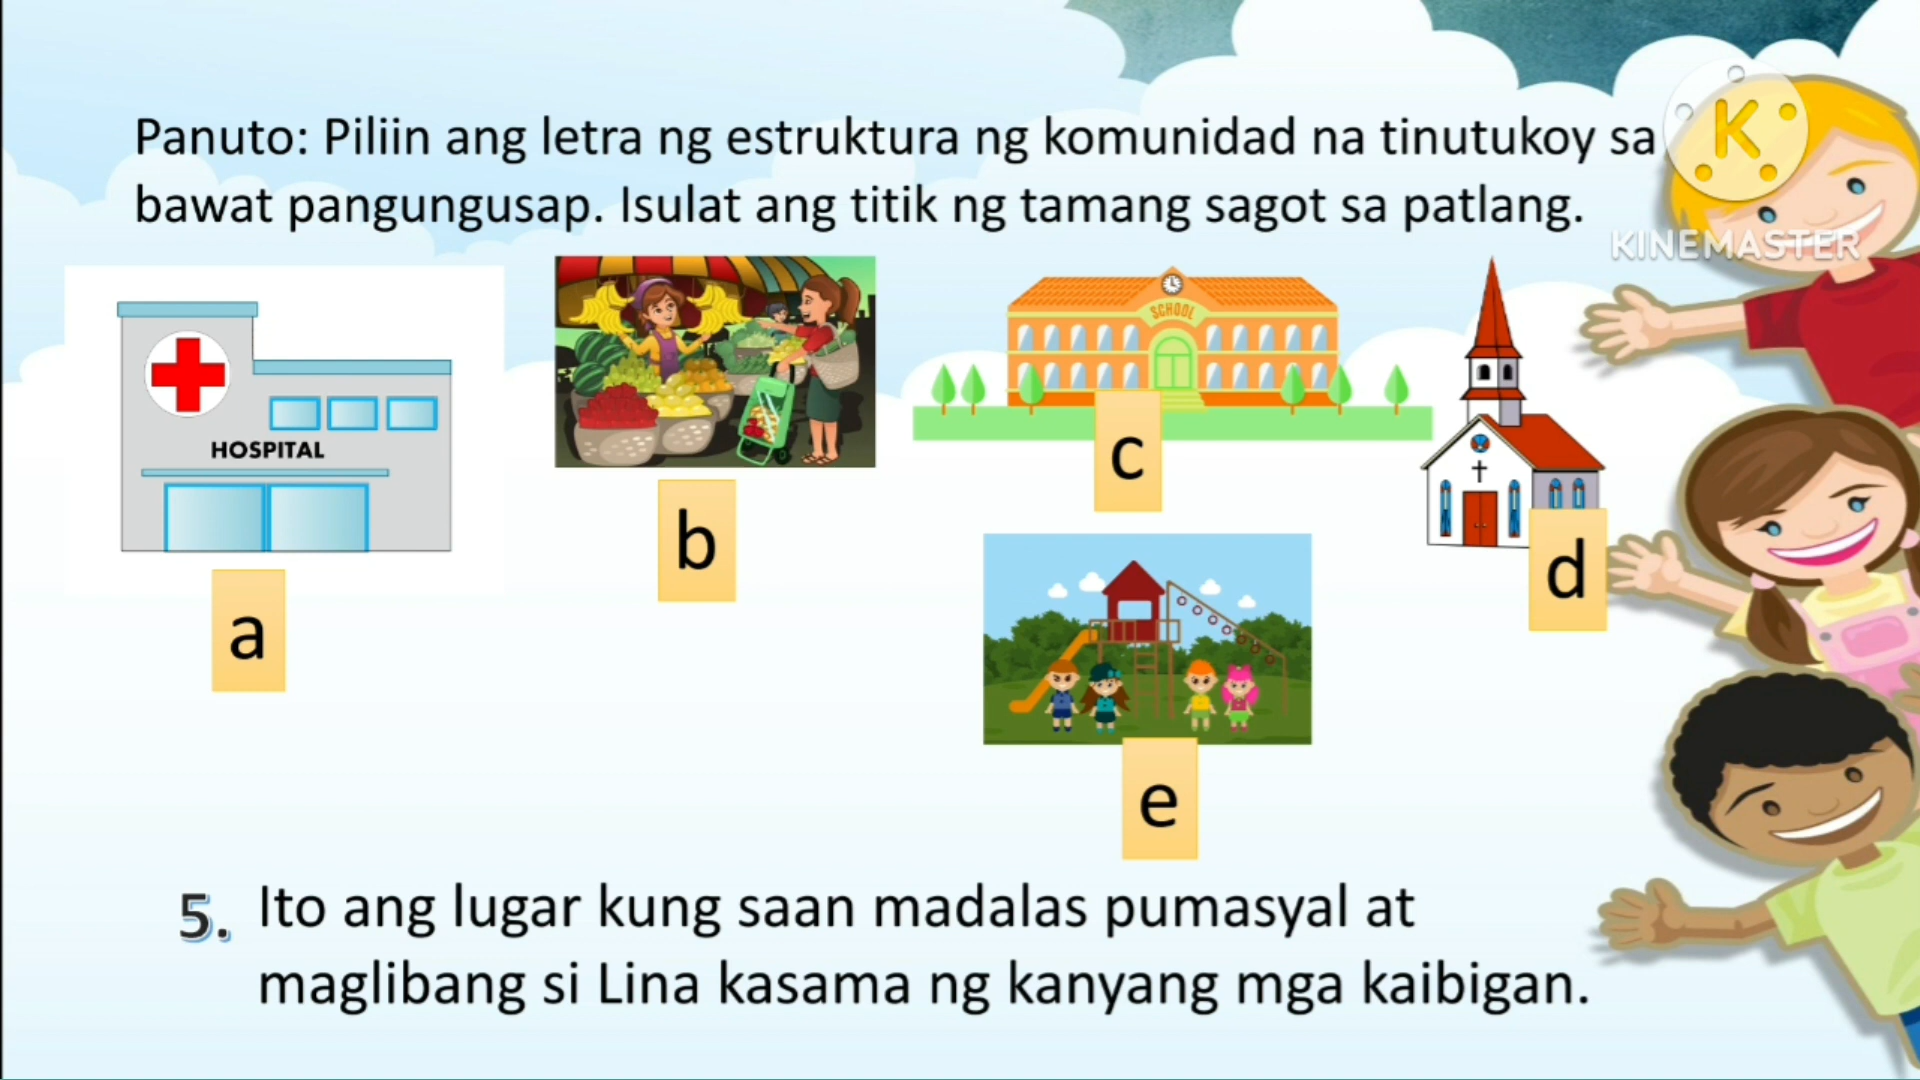 Panuto: Piliin ang letra ng estruktura ng komunidad na tinutukoy sa
bawat pangungusap. Isulat ang titik ng tamang sagot sa patlang.
K
KINEMASTER
HOSPITAL
SCHOOL
a
b
c
d
e
5. Ito ang lugar kung saan madalas pumasyal at
maglibang si Lina kasama ng kanyang mga kaibigan.